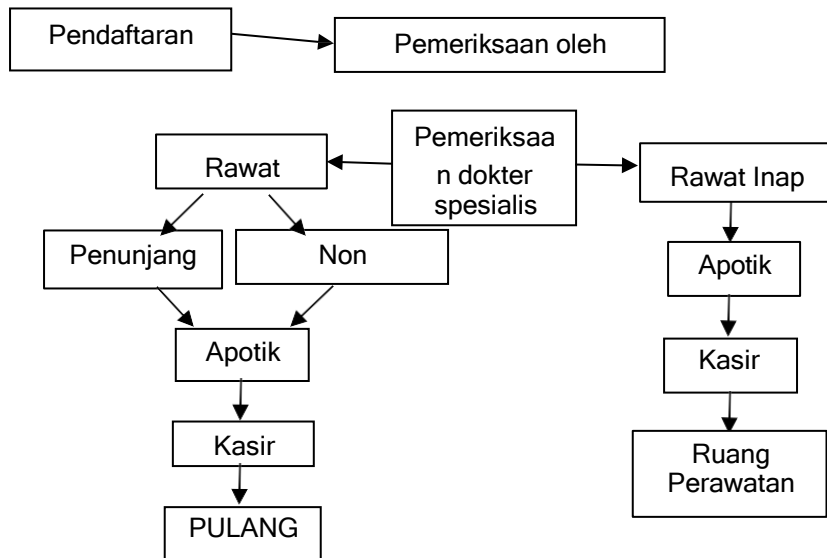 Pendaftaran
Pemeriksaan oleh
Pemeriksaa
n dokter
spesialis
Rawat
Rawat Inap
Penunjang
Non
Apotik
Apotik
Kasir
Kasir
Ruang
Perawatan
PULANG